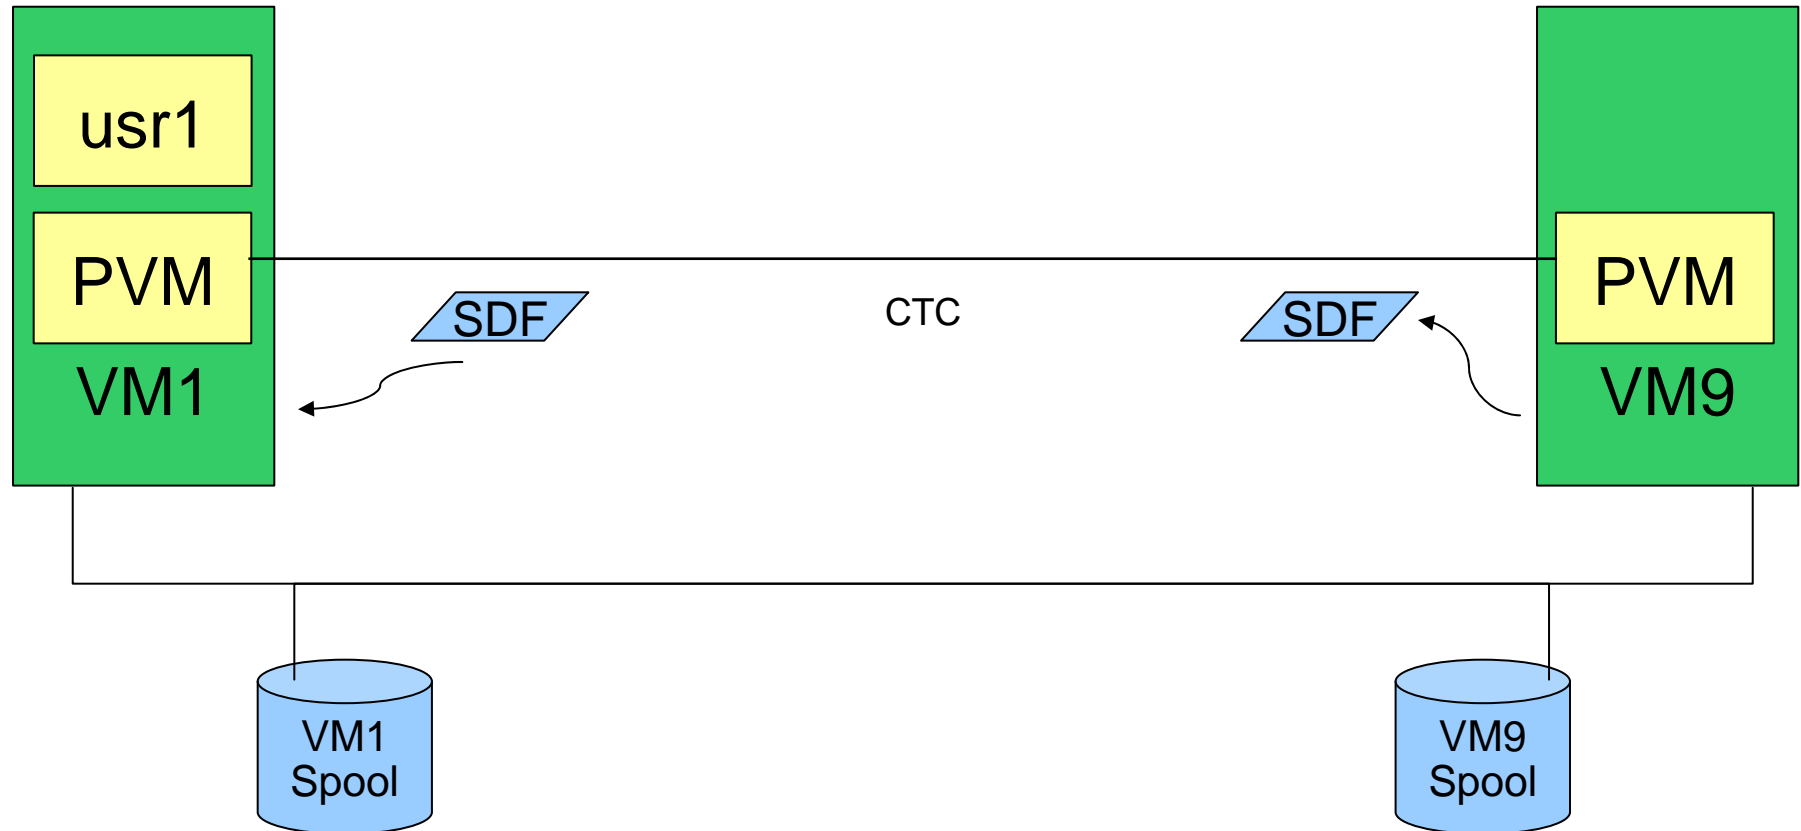 usr1
PVM
VM1
SDF
CTC
SDF
PVM
VM9
VM1
Spool
VM9
Spool